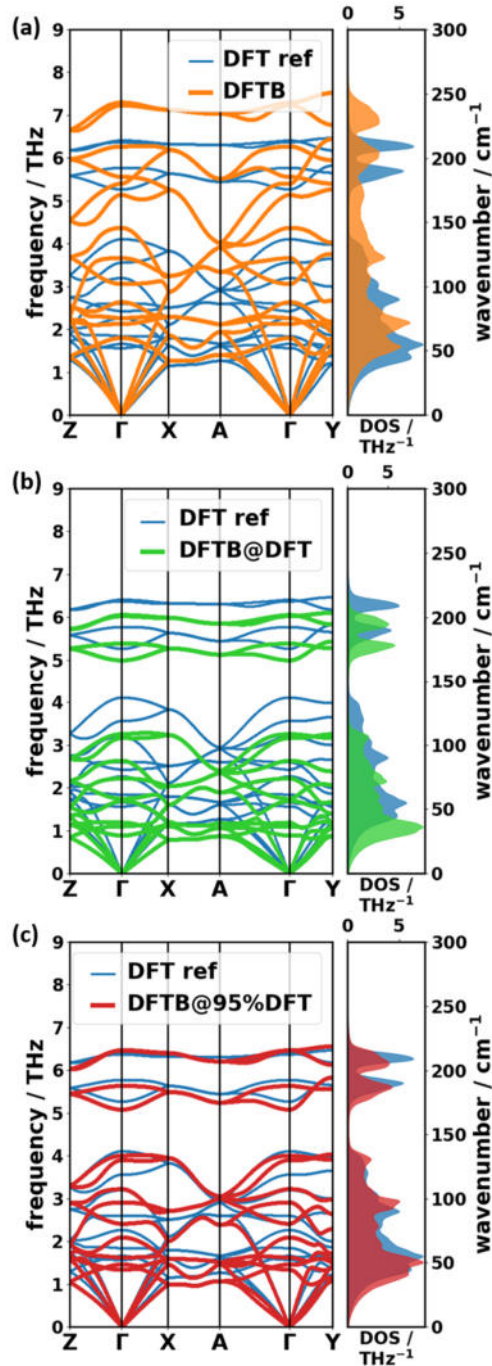 (a)
0 5
9
8
7
6
5
4
3
2
1
0
frequency / THz
DFT ref
DFTB
Z Γ X A Γ Y
300
250
200
150
100
50
0
wavenumber / cm⁻¹
DOS /
THz⁻¹
(b)
0 5
9
8
7
6
5
4
3
2
1
0
frequency / THz
DFT ref
DFTB@DFT
Z Γ X A Γ Y
300
200
100
50
0
wavenumber / cm⁻¹
DOS /
THz⁻¹
(c)
0 5
9
8
7
6
5
4
3
2
1
0
frequency / THz
DFT ref
DFTB@95%DFT
Z Γ X A Γ Y
300
250
200
150
100
50
0
wavenumber / cm⁻¹
DOS /
THz⁻¹